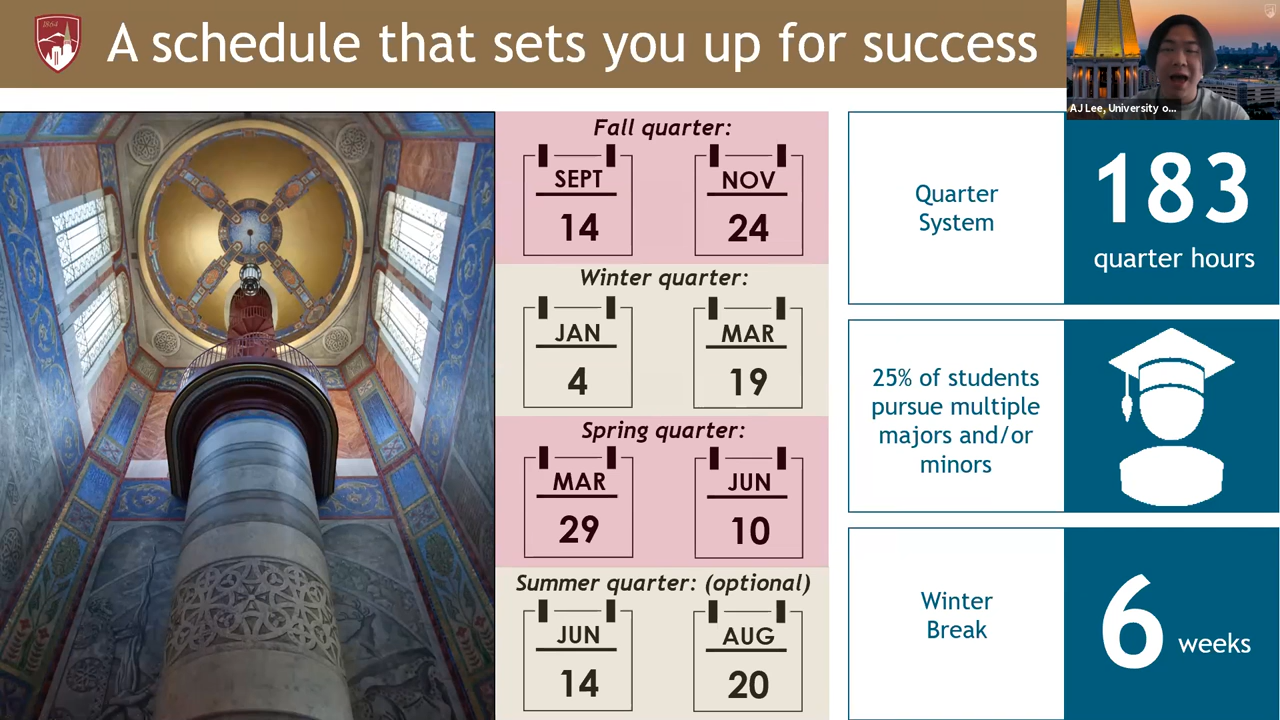 1864
A schedule that sets you up for success
AJ Lee, University o...
Fall quarter:
SEPT
14
NOV
24
Winter quarter:
JAN
4
MAR
19
Spring quarter:
MAR
29
JUN
10
Summer quarter: (optional)
JUN
14
AUG
20
Quarter
System
183
quarter hours
25% of students
pursue multiple
majors and/or
minors
Winter
Break
6 weeks